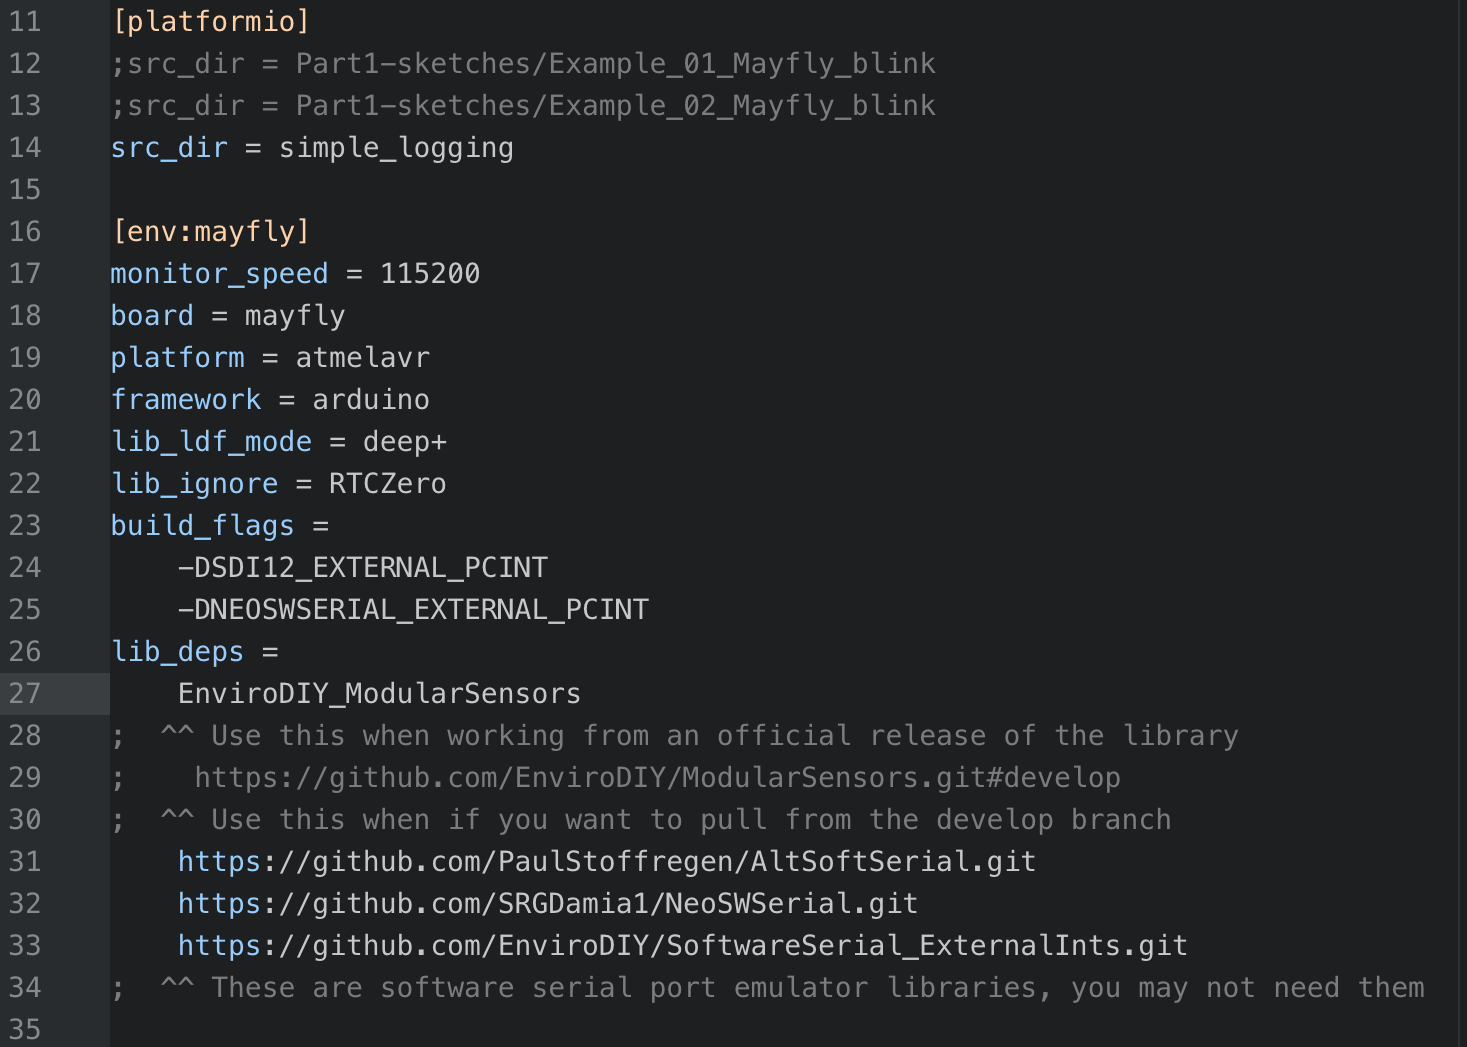 11 [platformio]
12 ;src_dir = Part1-sketches/Example_01_Mayfly_blink
13 ;src_dir = Part1-sketches/Example_02_Mayfly_blink
14 src_dir = simple_logging
15
16 [env:mayfly]
17 monitor_speed = 115200
18 board = mayfly
19 platform = atmelavr
20 framework = arduino
21 lib_ldf_mode = deep+
22 lib_ignore = RTCZero
23 build_flags =
24     -DSDI12_EXTERNAL_PCINT
25     -DNEOSWSERIAL_EXTERNAL_PCINT
26 lib_deps =
27     EnviroDIY_ModularSensors
28 ;  ^^ Use this when working from an official release of the library
29 ;    https://github.com/EnviroDIY/ModularSensors.git#develop
30 ;  ^^ Use this when if you want to pull from the develop branch
31     https://github.com/PaulStoffregen/AltSoftSerial.git
32     https://github.com/SRGDamia1/NeoSWSerial.git
33     https://github.com/EnviroDIY/SoftwareSerial_ExternalInts.git
34 ;  ^^ These are software serial port emulator libraries, you may not need them
35